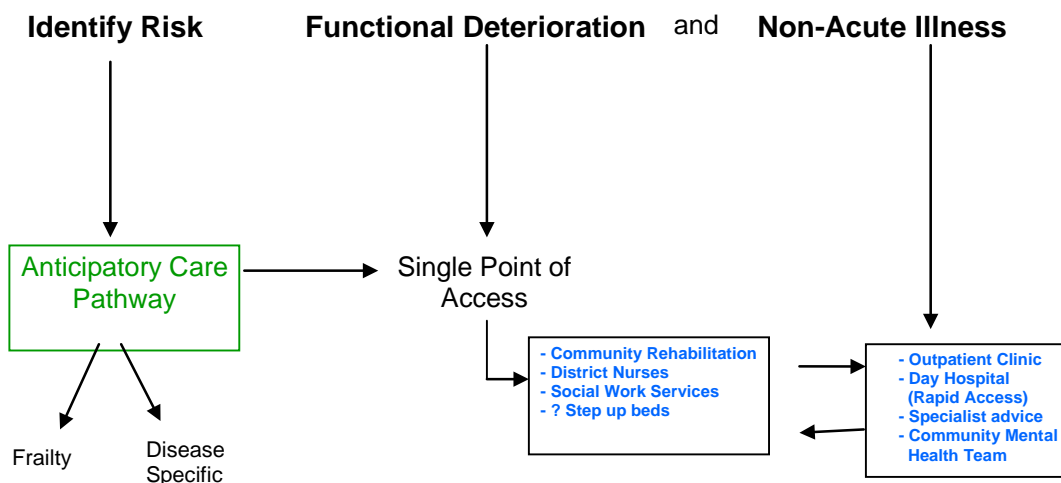 Identify Risk
Functional Deterioration and Non-Acute Illness
Anticipatory Care
Pathway
Single Point of
Access
- Community Rehabilitation
- District Nurses
- Social Work Services
- ? Step up beds
- Outpatient Clinic
- Day Hospital
(Rapid Access)
- Specialist advice
- Community Mental
Health Team
Frailty
Disease
Specific